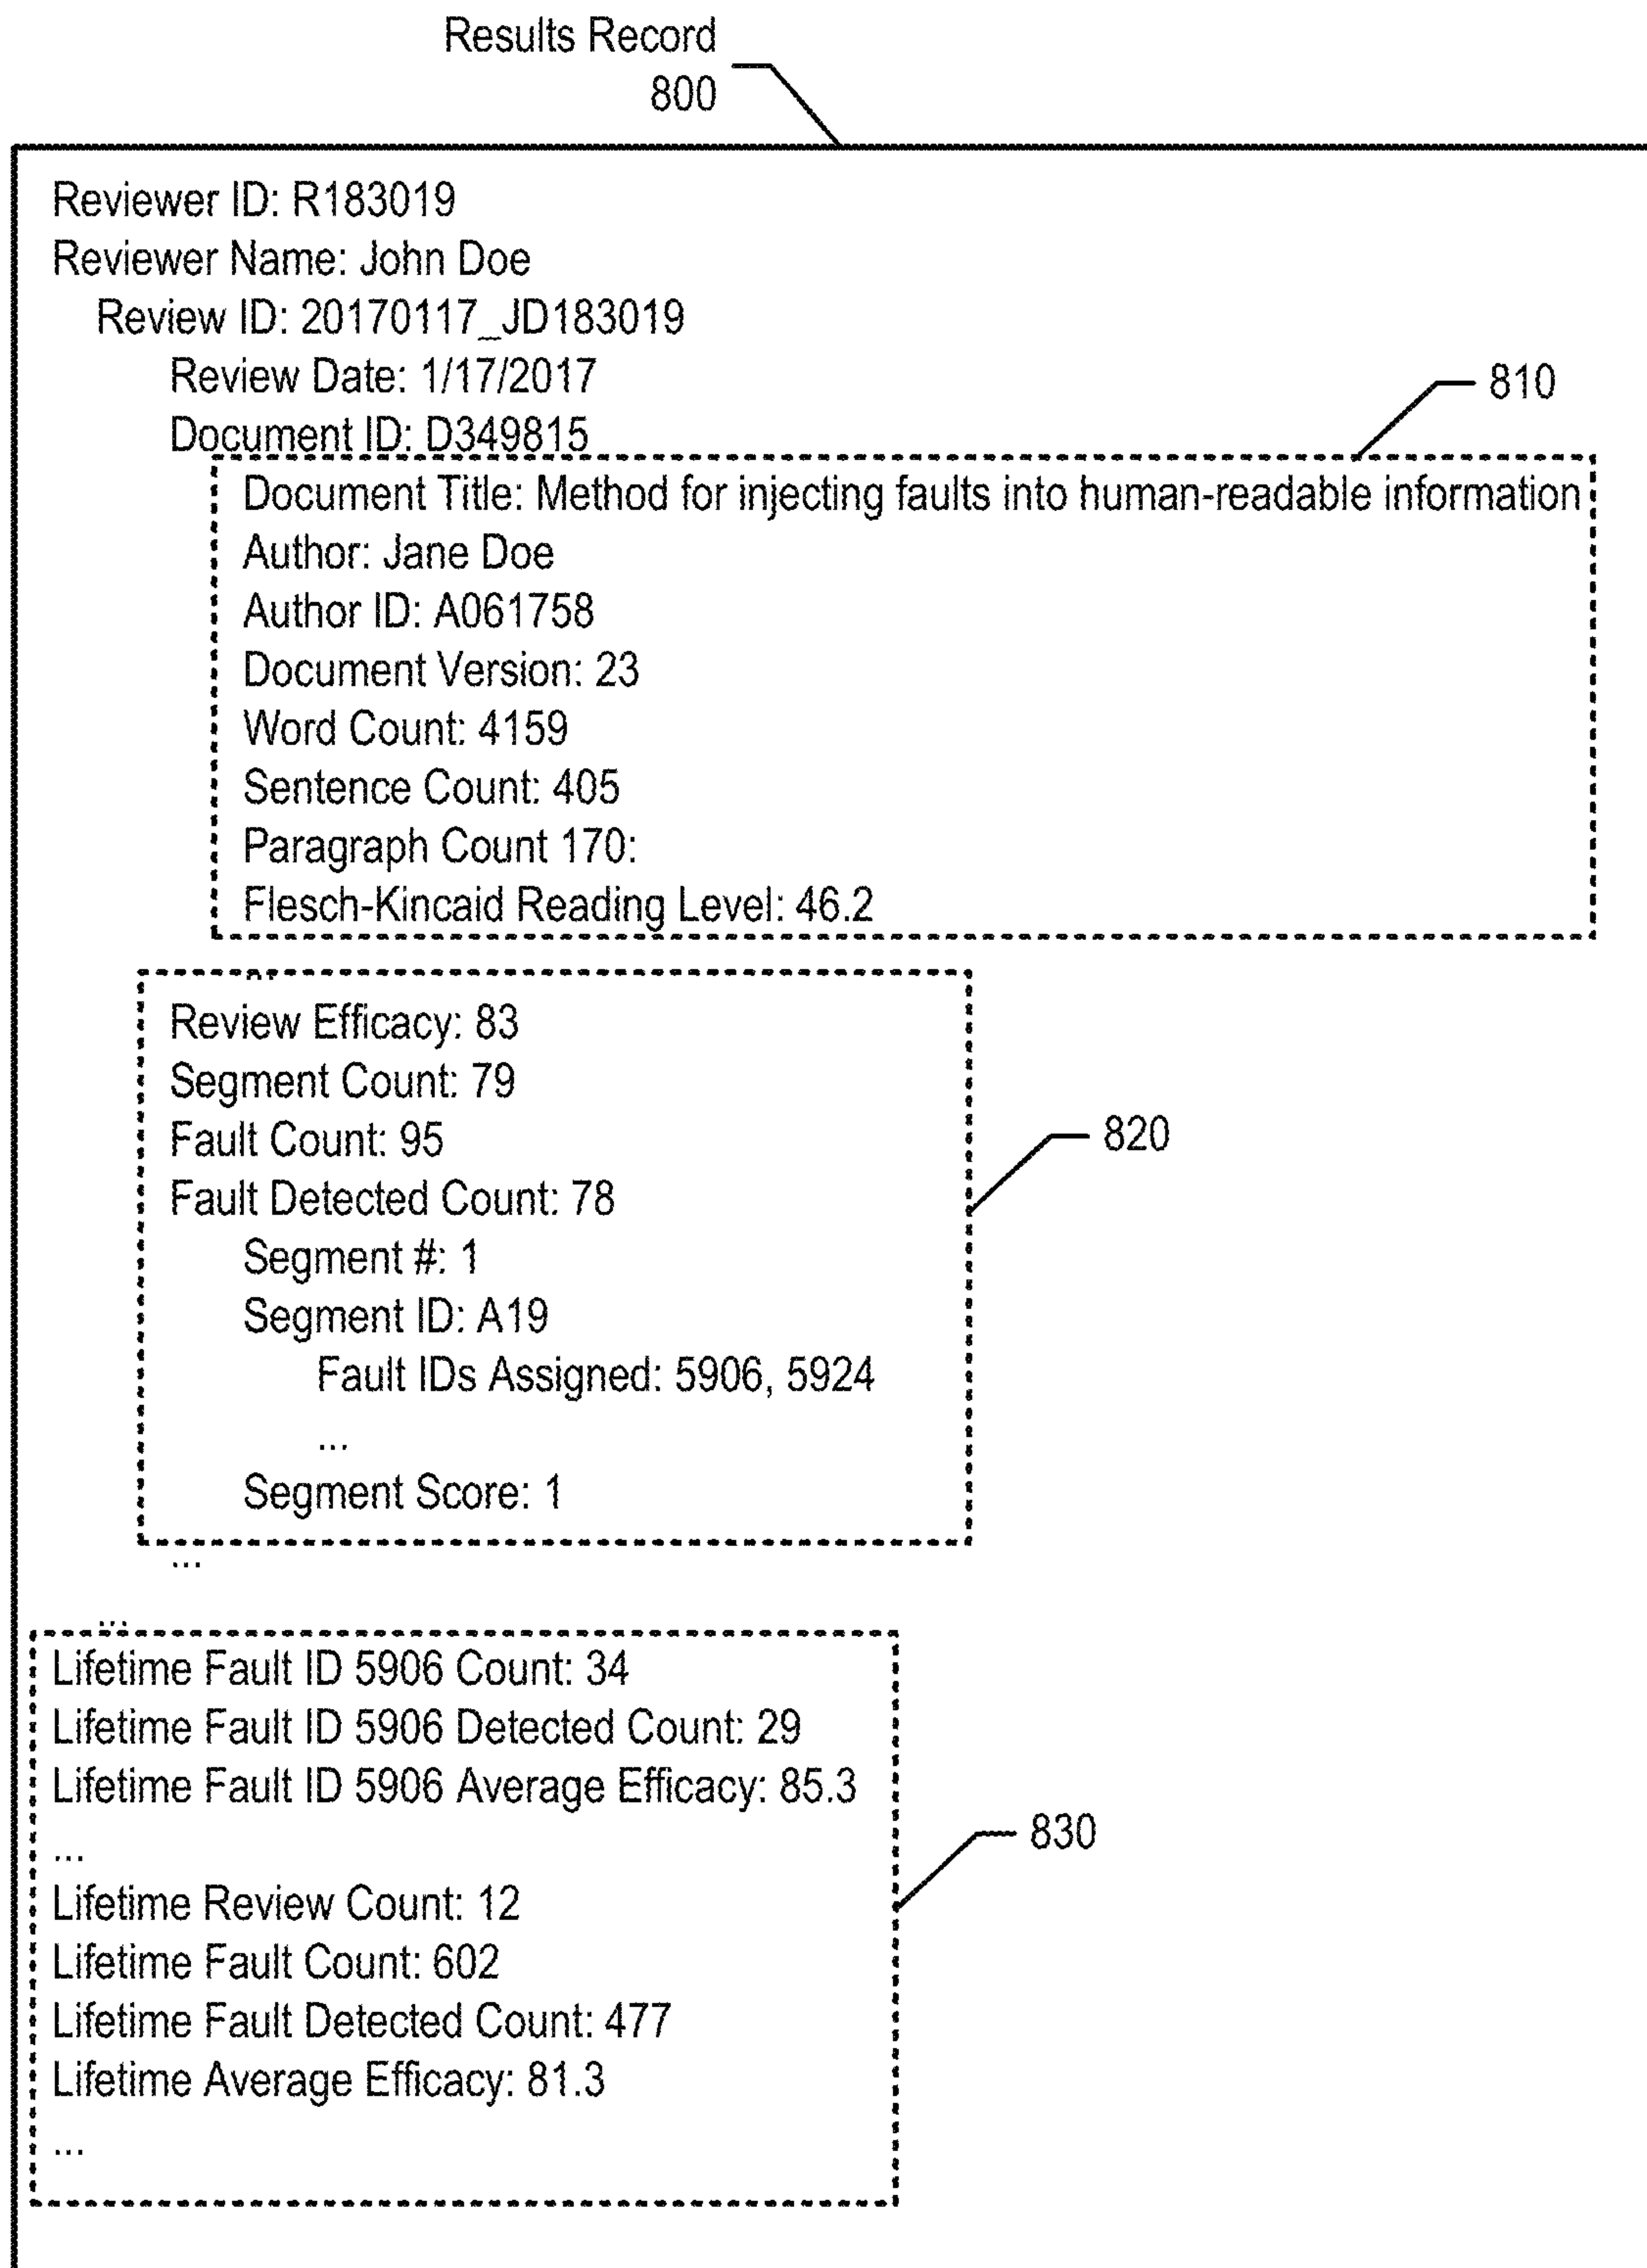 Results Record
800
Reviewer ID: R183019
Reviewer Name: John Doe
Review ID: 20170117_JD183019
Review Date: 1/17/2017
810
Document ID: D349815
Document Title: Method for injecting faults into human-readable information
Author: Jane Doe
Author ID: A061758
Document Version: 23
Word Count: 4159
Sentence Count: 405
Paragraph Count 170:
Flesch-Kincaid Reading Level: 46.2
...
Review Efficacy: 83
Segment Count: 79
Fault Count: 95
820
Fault Detected Count: 78
Segment #: 1
Segment ID: A19
Fault IDs Assigned: 5906, 5924
...
Segment Score: 1
...
...
Lifetime Fault ID 5906 Count: 34
Lifetime Fault ID 5906 Detected Count: 29
Lifetime Fault ID 5906 Average Efficacy: 85.3
830
...
Lifetime Review Count: 12
Lifetime Fault Count: 602
Lifetime Fault Detected Count: 477
Lifetime Average Efficacy: 81.3
...